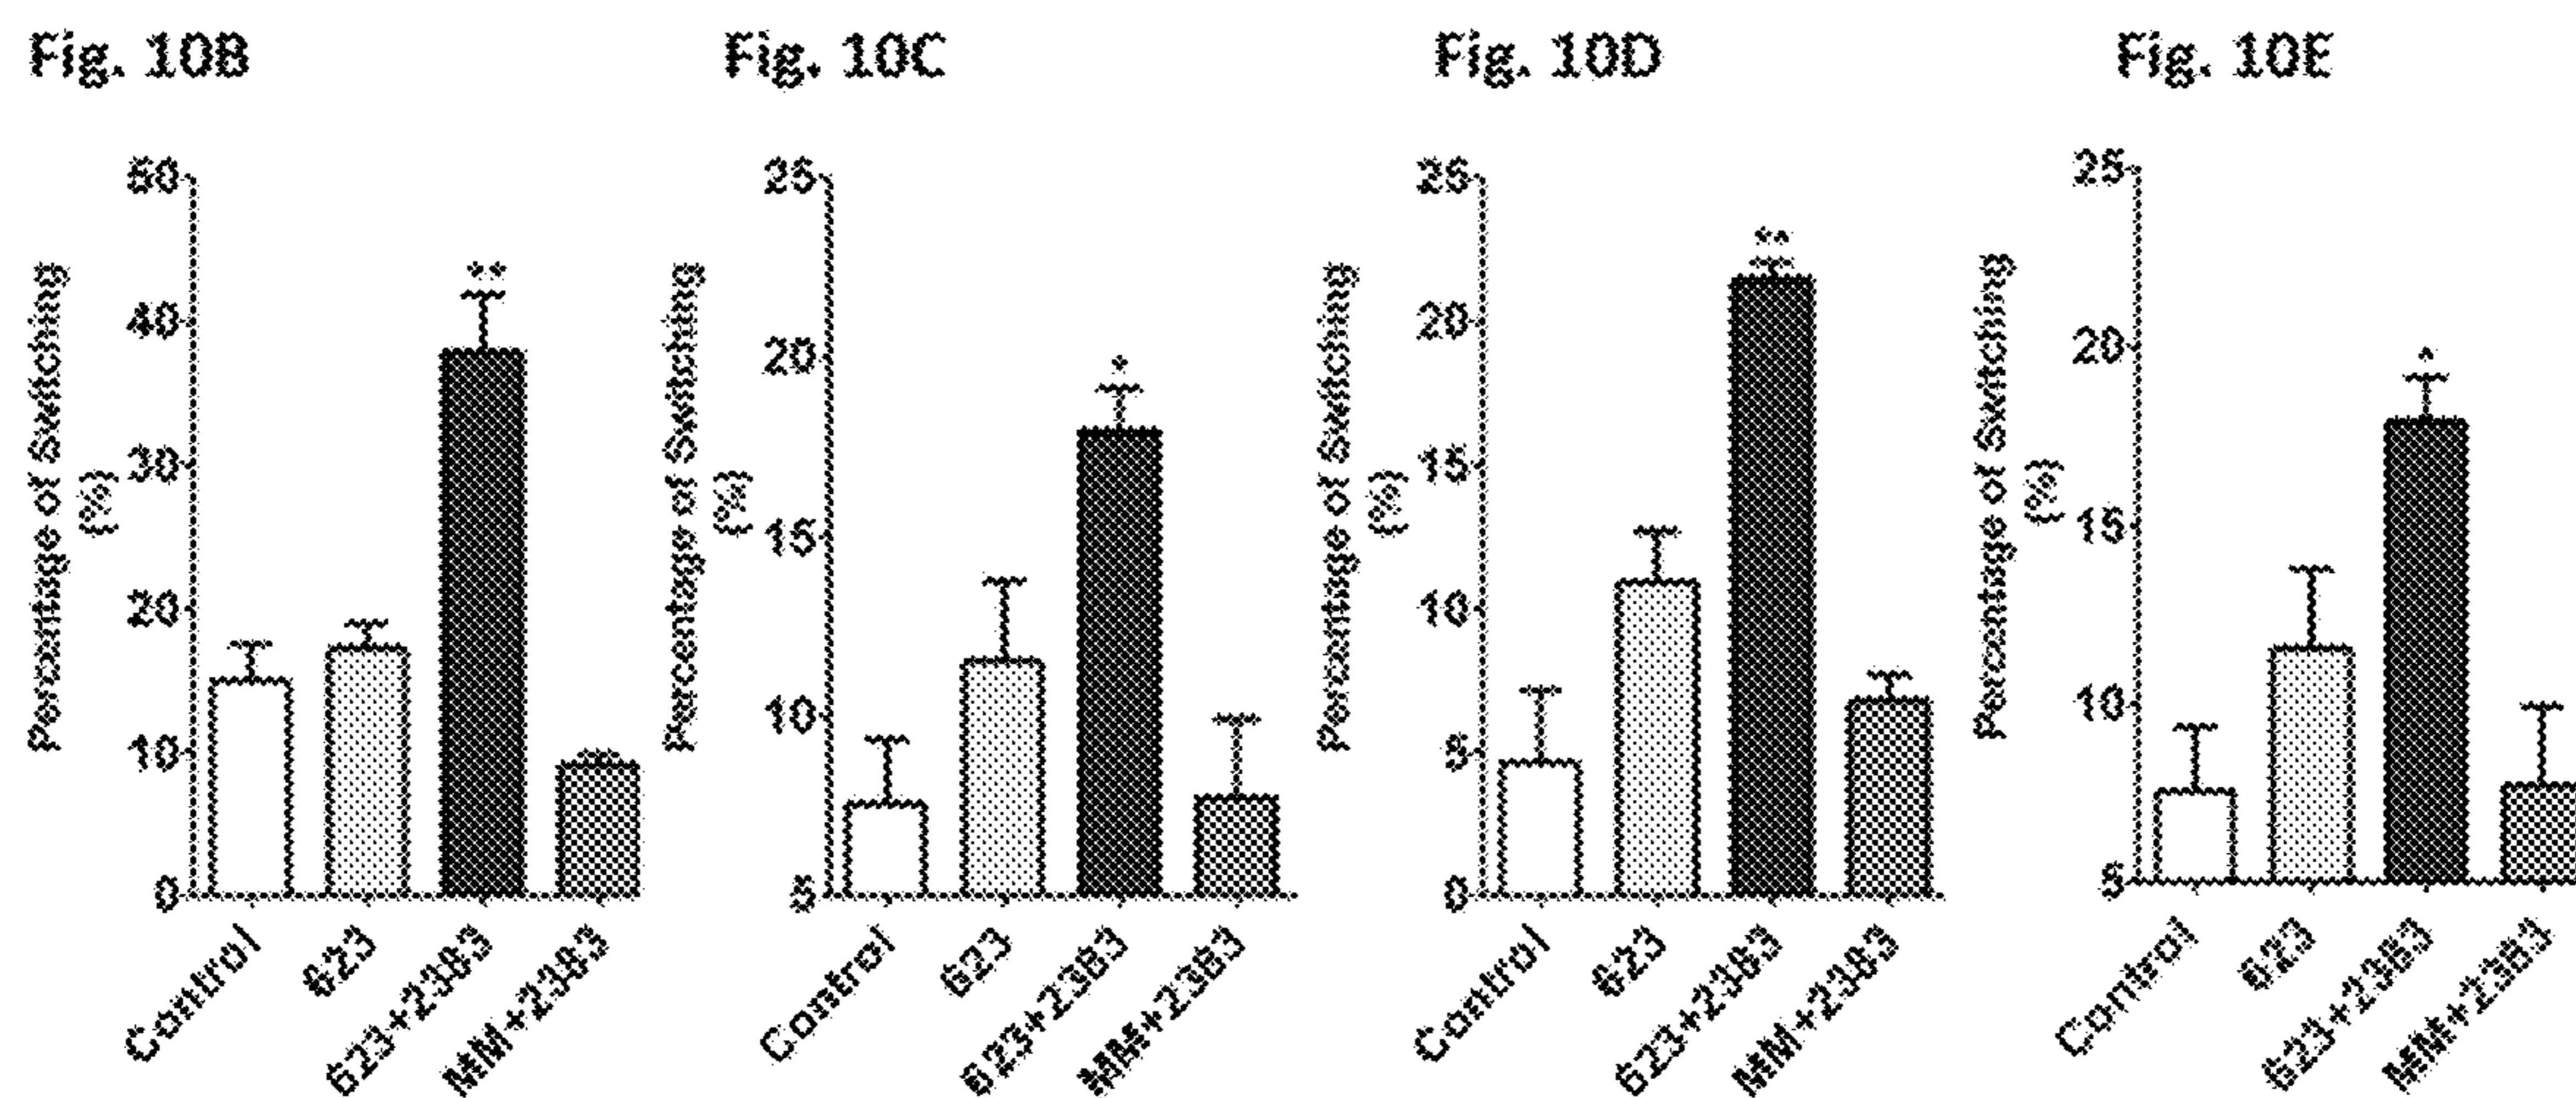 Fig. 10B
Percentage of Switching
(%)
50
40
30
20
10
0
**
Control
623
623+2383
MM+2383
Fig. 10C
Percentage of Switching
(%)
25
20
15
10
5
*
Control
623
623+2383
MM+2383
Fig. 10D
Percentage of Switching
(%)
25
20
15
10
5
0
**
Control
623
623+2383
MM+2383
Fig. 10E
Percentage of Switching
(%)
25
20
15
10
5
*
Control
623
623+2383
MM+2383